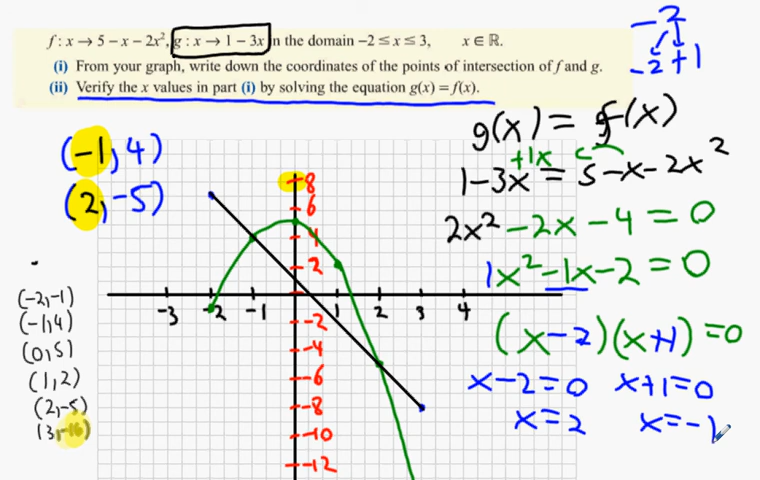 f : x → 5 − x − 2x², g : x → 1 − 3x in the domain −2 ≤ x ≤ 3, x ∈ ℝ.
(i) From your graph, write down the coordinates of the points of intersection of f and g.
(ii) Verify the x values in part (i) by solving the equation g(x) = f(x).
-2
-2 +1
(-1, 4)
(2, -5)
g(x) = f(x)
+1x
1-3x = 5-x-2x²
2x² -2x -4 = 0
1x² -1x -2 = 0
(x-2)(x+1) = 0
x-2=0 x+1=0
x=2 x=-1
(-2,-1)
(-1,4)
(0,5)
(1,2)
(2,-5)
(3,-16)
8
6
4
2
-3 -2 -1 1 2 3 4
-2
-4
-6
-8
-10
-12